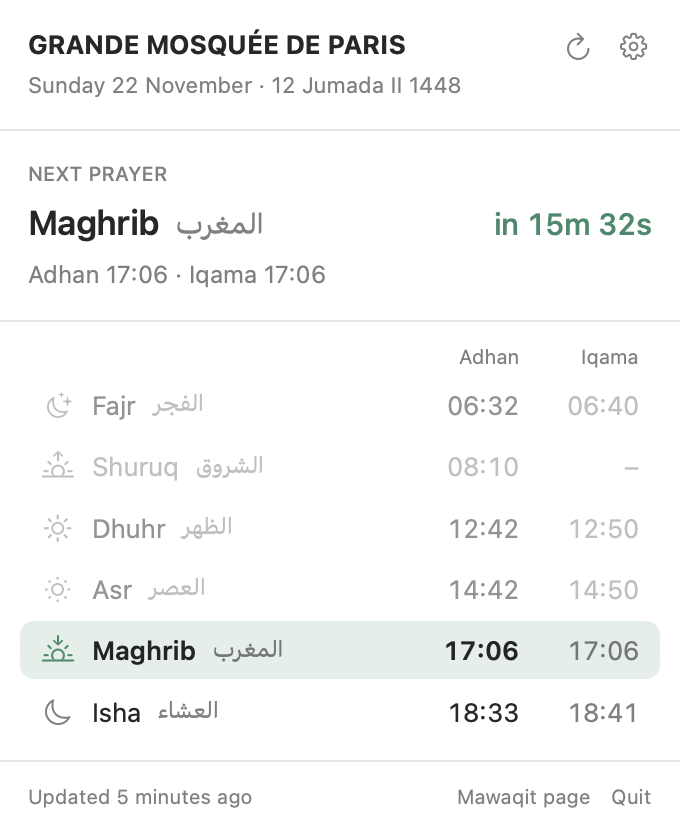 GRANDE MOSQUÉE DE PARIS
Sunday 22 November · 12 Jumada II 1448
NEXT PRAYER
Maghrib المغرب in 15m 32s
Adhan 17:06 · Iqama 17:06
Adhan Iqama
Fajr الفجر 06:32 06:40
Shuruq الشروق 08:10 –
Dhuhr الظهر 12:42 12:50
Asr العصر 14:42 14:50
Maghrib المغرب 17:06 17:06
Isha العشاء 18:33 18:41
Updated 5 minutes ago Mawaqit page Quit